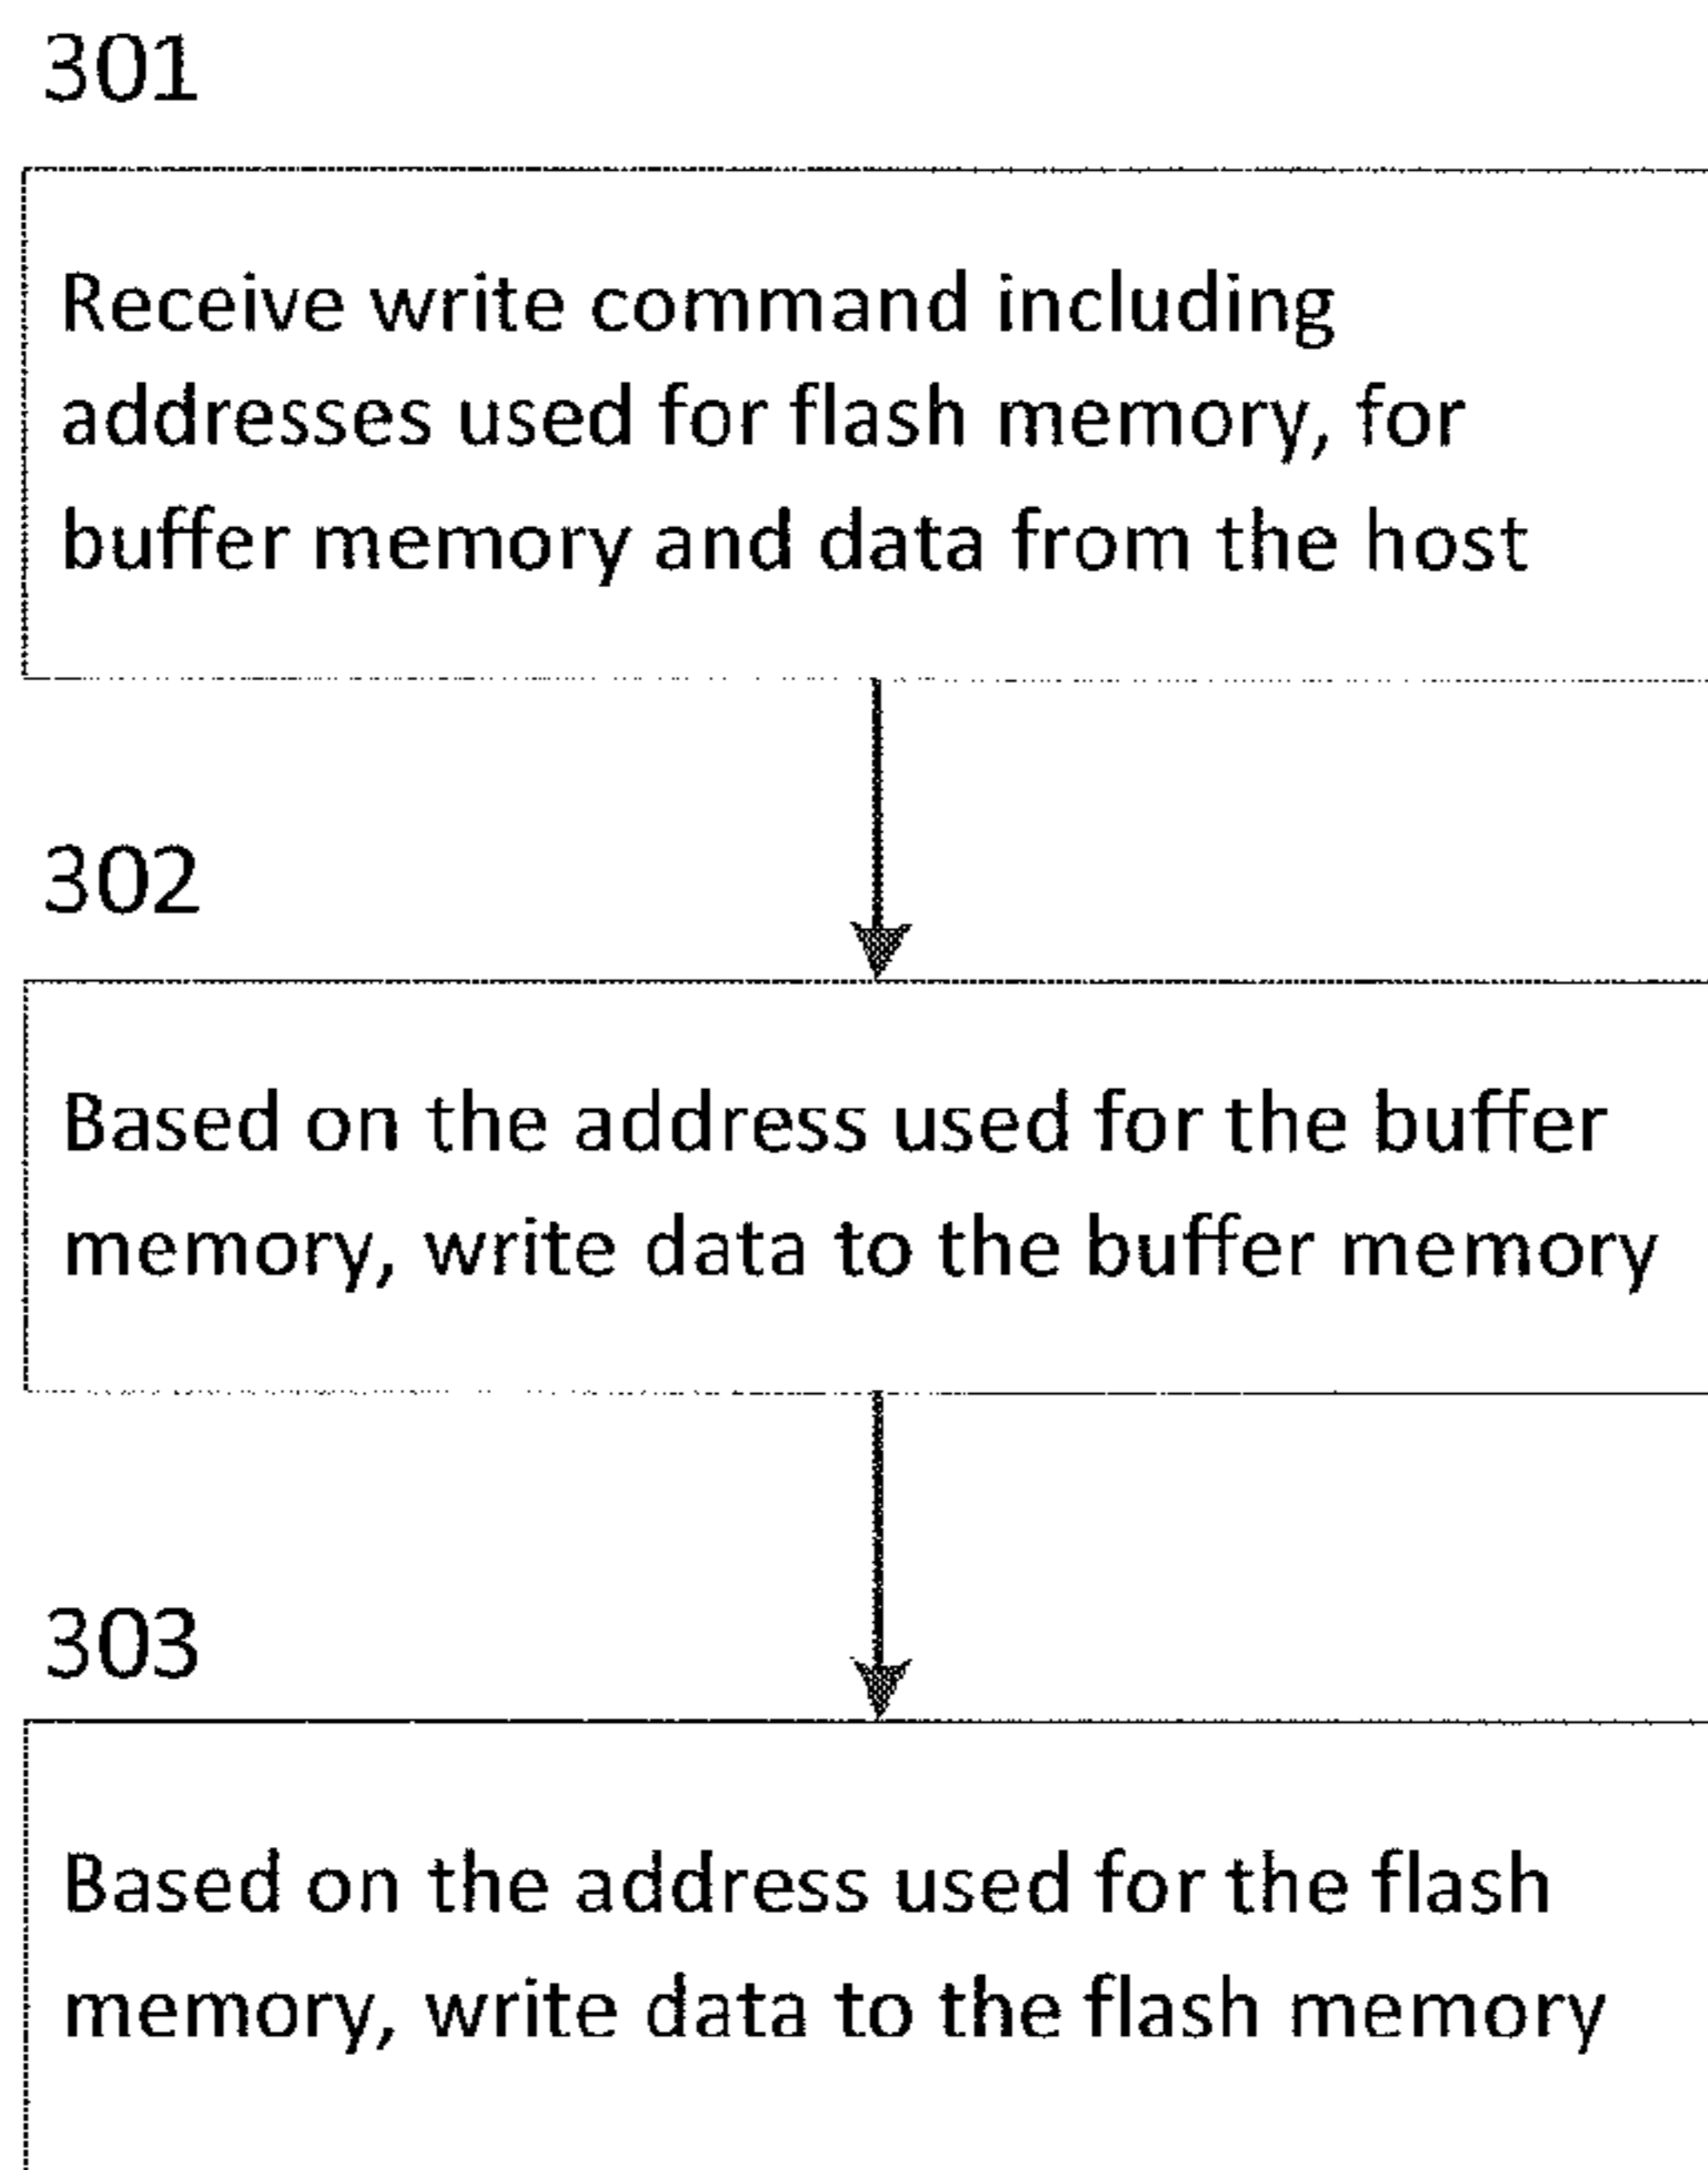 301
Receive write command including
addresses used for flash memory, for
buffer memory and data from the host
302
Based on the address used for the buffer
memory, write data to the buffer memory
303
Based on the address used for the flash
memory, write data to the flash memory